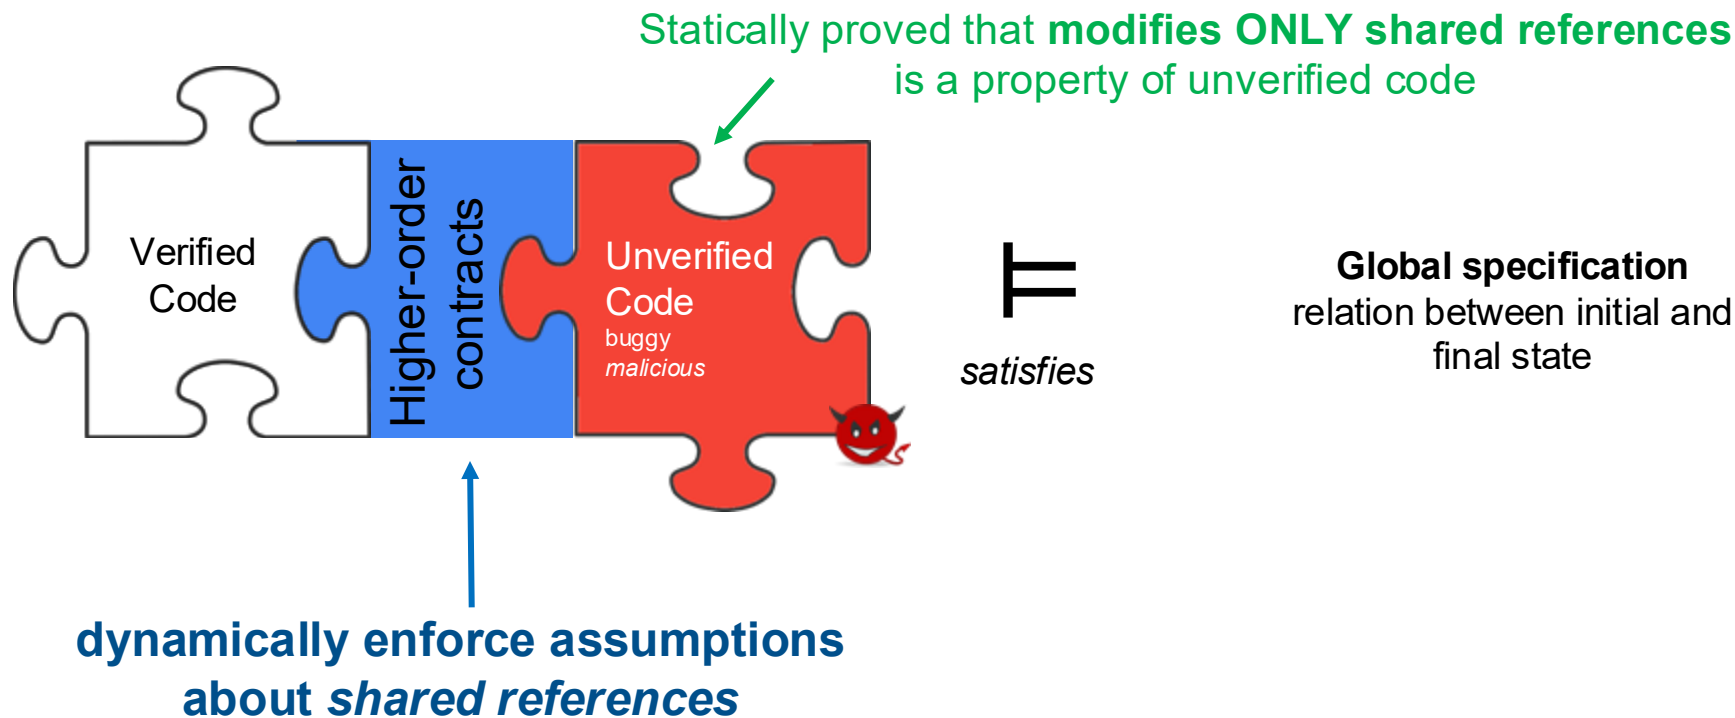 Statically proved that modifies ONLY shared references
is a property of unverified code
Verified
Code
Higher-order
contracts
Unverified
Code
buggy
malicious
⊨
satisfies
Global specification
relation between initial and
final state
dynamically enforce assumptions
about shared references